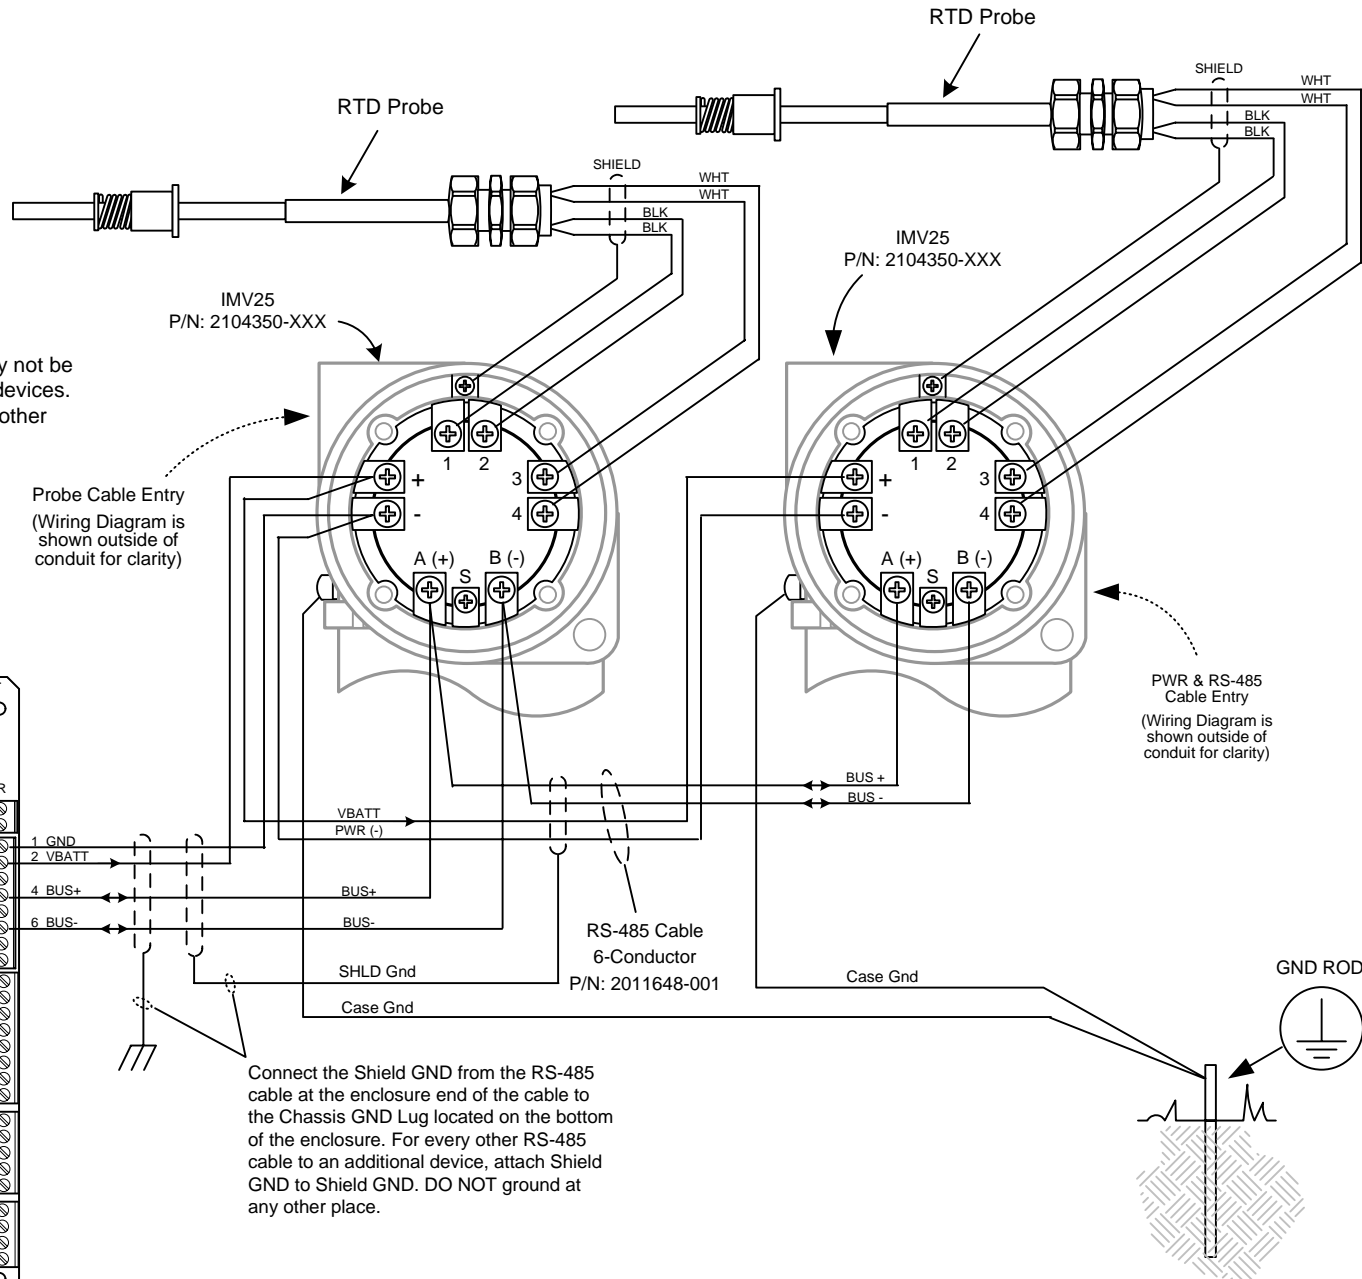 RTD Probe
SHIELD
WHT
WHT
BLK
BLK
RTD Probe
SHIELD
WHT
WHT
BLK
BLK
IMV25
P/N: 2104350-XXX
IMV25
P/N: 2104350-XXX
y not be
devices.
other
Probe Cable Entry
(Wiring Diagram is
shown outside of
conduit for clarity)
1 2
3
4
+
-
A (+)
S
B (-)
1 2
3
4
+
-
A (+)
S
B (-)
PWR & RS-485
Cable Entry
(Wiring Diagram is
shown outside of
conduit for clarity)
R
BUS +
BUS -
VBATT
PWR (-)
1 GND
2 VBATT
4 BUS+
BUS+
6 BUS-
BUS-
RS-485 Cable
6-Conductor
P/N: 2011648-001
SHLD Gnd
Case Gnd
Case Gnd
GND ROD
Connect the Shield GND from the RS-485
cable at the enclosure end of the cable to
the Chassis GND Lug located on the bottom
of the enclosure. For every other RS-485
cable to an additional device, attach Shield
GND to Shield GND. DO NOT ground at
any other place.